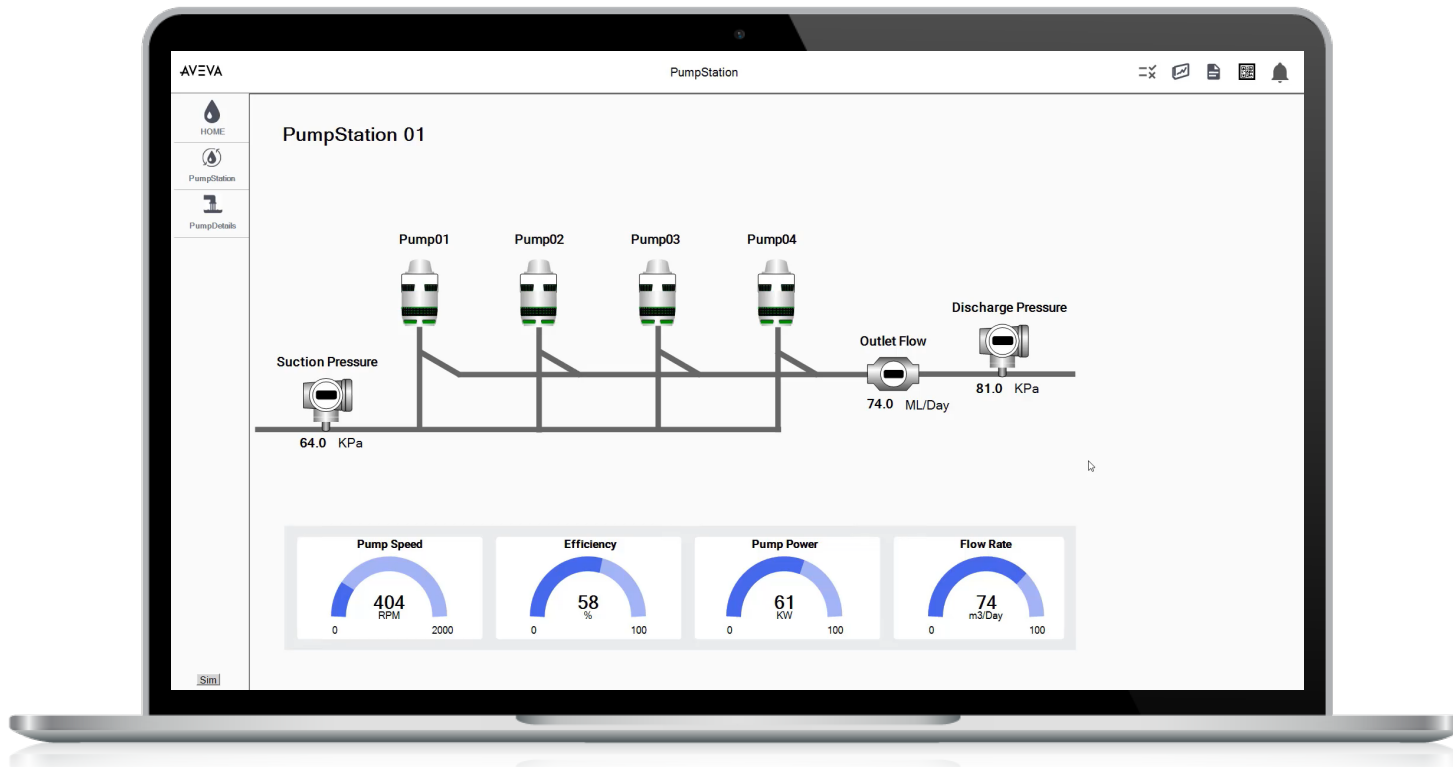 AVEVA
PumpStation
HOME
PumpStation
PumpDetails
PumpStation 01
Pump01
Pump02
Pump03
Pump04
Discharge Pressure
Outlet Flow
Suction Pressure
81.0 KPa
74.0 ML/Day
64.0 KPa
Pump Speed
404
RPM
0
2000
Efficiency
58
%
0
100
Pump Power
61
KW
0
100
Flow Rate
74
m3/Day
0
100
Sim